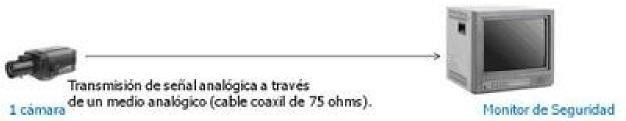 Transmisión de señal analógica a través
de un medio analógico (cable coaxil de 75 ohms).
1 cámara
Monitor de Seguridad